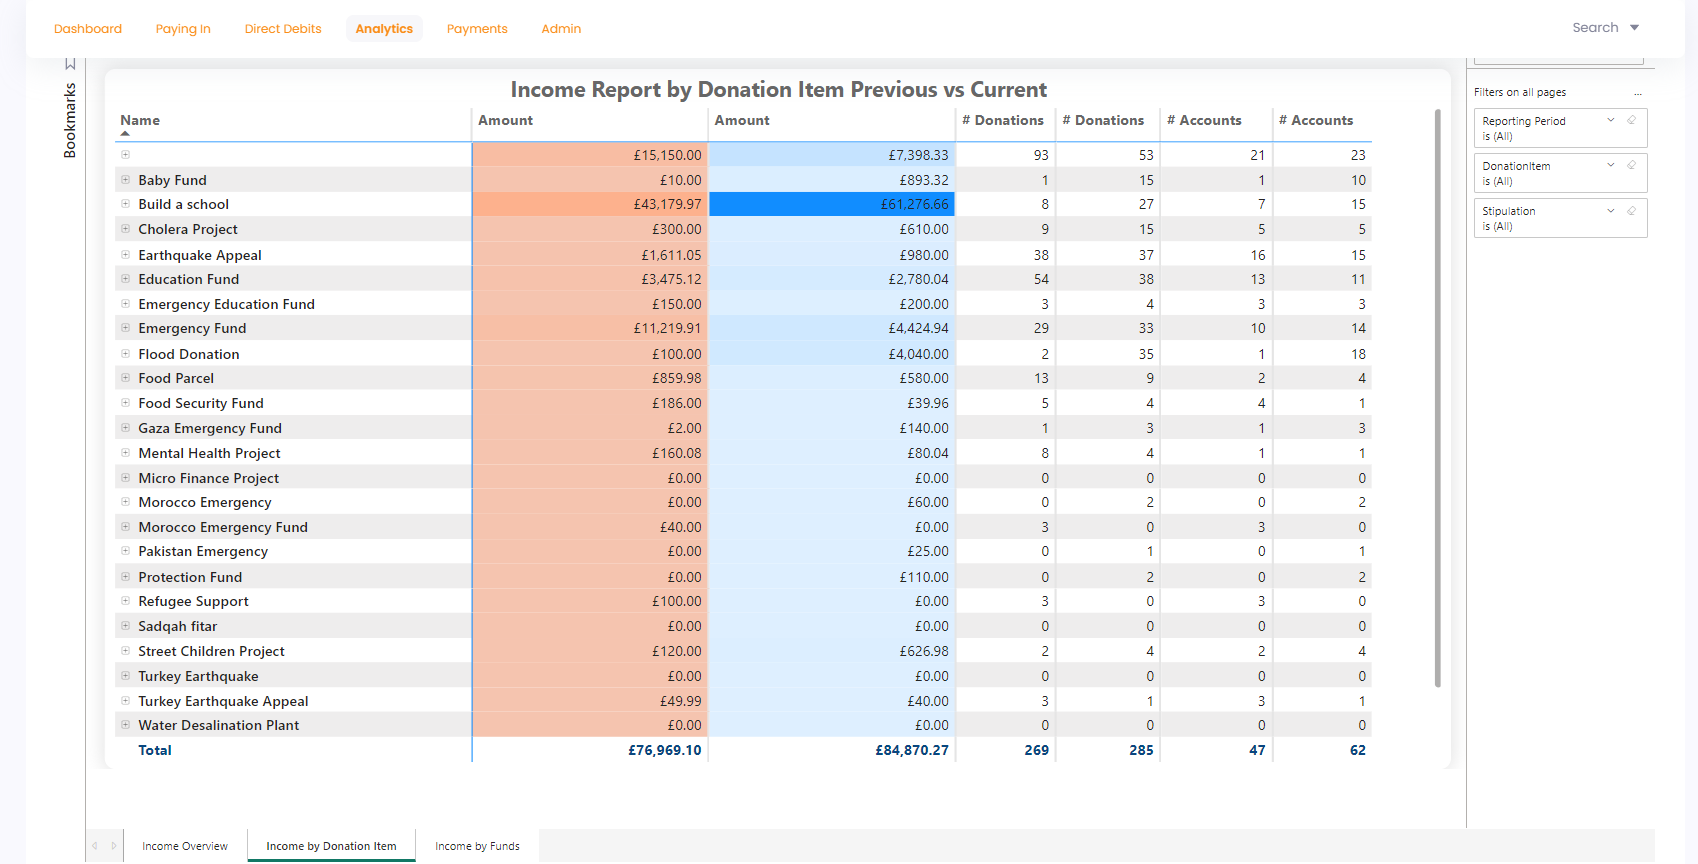 Dashboard Paying In Direct Debits Analytics Payments Admin Search
Bookmarks
Income Report by Donation Item Previous vs Current
Name Amount Amount # Donations # Donations # Accounts # Accounts
£15,150.00 £7,398.33 93 53 21 23
Baby Fund £10.00 £893.32 1 15 1 10
Build a school £43,179.97 £61,276.66 8 27 7 15
Cholera Project £300.00 £610.00 9 15 5 5
Earthquake Appeal £1,611.05 £980.00 38 37 16 15
Education Fund £3,475.12 £2,780.04 54 38 13 11
Emergency Education Fund £150.00 £200.00 3 4 3 3
Emergency Fund £11,219.91 £4,424.94 29 33 10 14
Flood Donation £100.00 £4,040.00 2 35 1 18
Food Parcel £859.98 £580.00 13 9 2 4
Food Security Fund £186.00 £39.96 5 4 4 1
Gaza Emergency Fund £2.00 £140.00 1 3 1 3
Mental Health Project £160.08 £80.04 8 4 1 1
Micro Finance Project £0.00 £0.00 0 0 0 0
Morocco Emergency £0.00 £60.00 0 2 0 2
Morocco Emergency Fund £40.00 £0.00 3 0 3 0
Pakistan Emergency £0.00 £25.00 0 1 0 1
Protection Fund £0.00 £110.00 0 2 0 2
Refugee Support £100.00 £0.00 3 0 3 0
Sadqah fitar £0.00 £0.00 0 0 0 0
Street Children Project £120.00 £626.98 2 4 2 4
Turkey Earthquake £0.00 £0.00 0 0 0 0
Turkey Earthquake Appeal £49.99 £40.00 3 1 3 1
Water Desalination Plant £0.00 £0.00 0 0 0 0
Total £76,969.10 £84,870.27 269 285 47 62
Filters on all pages ...
Reporting Period
is (All)
DonationItem
is (All)
Stipulation
is (All)
Income Overview Income by Donation Item Income by Funds